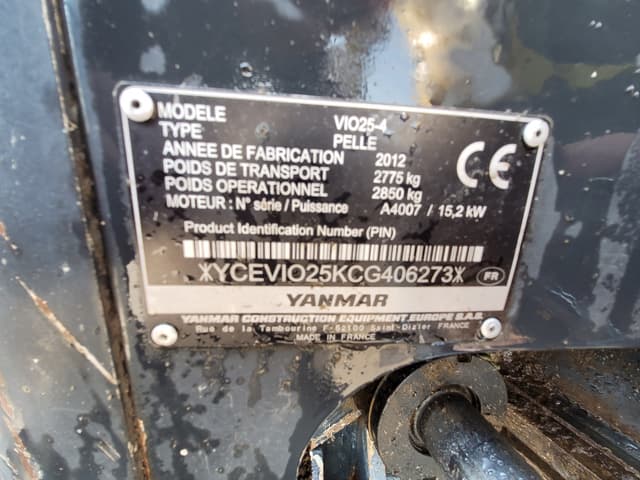 MODELE VIO25-4
TYPE PELLE
ANNEE DE FABRICATION 2012
POIDS DE TRANSPORT 2775 kg
POIDS OPERATIONNEL 2850 kg
MOTEUR : N° série / Puissance A4007 / 15,2 kW
CE
Product Identification Number (PIN)
*YCEVIO25KCG406273*
FR
YANMAR
YANMAR CONSTRUCTION EQUIPMENT EUROPE S.A.S.
Rue de la Tambourine F-52100 Saint-Dizier FRANCE
MADE IN FRANCE